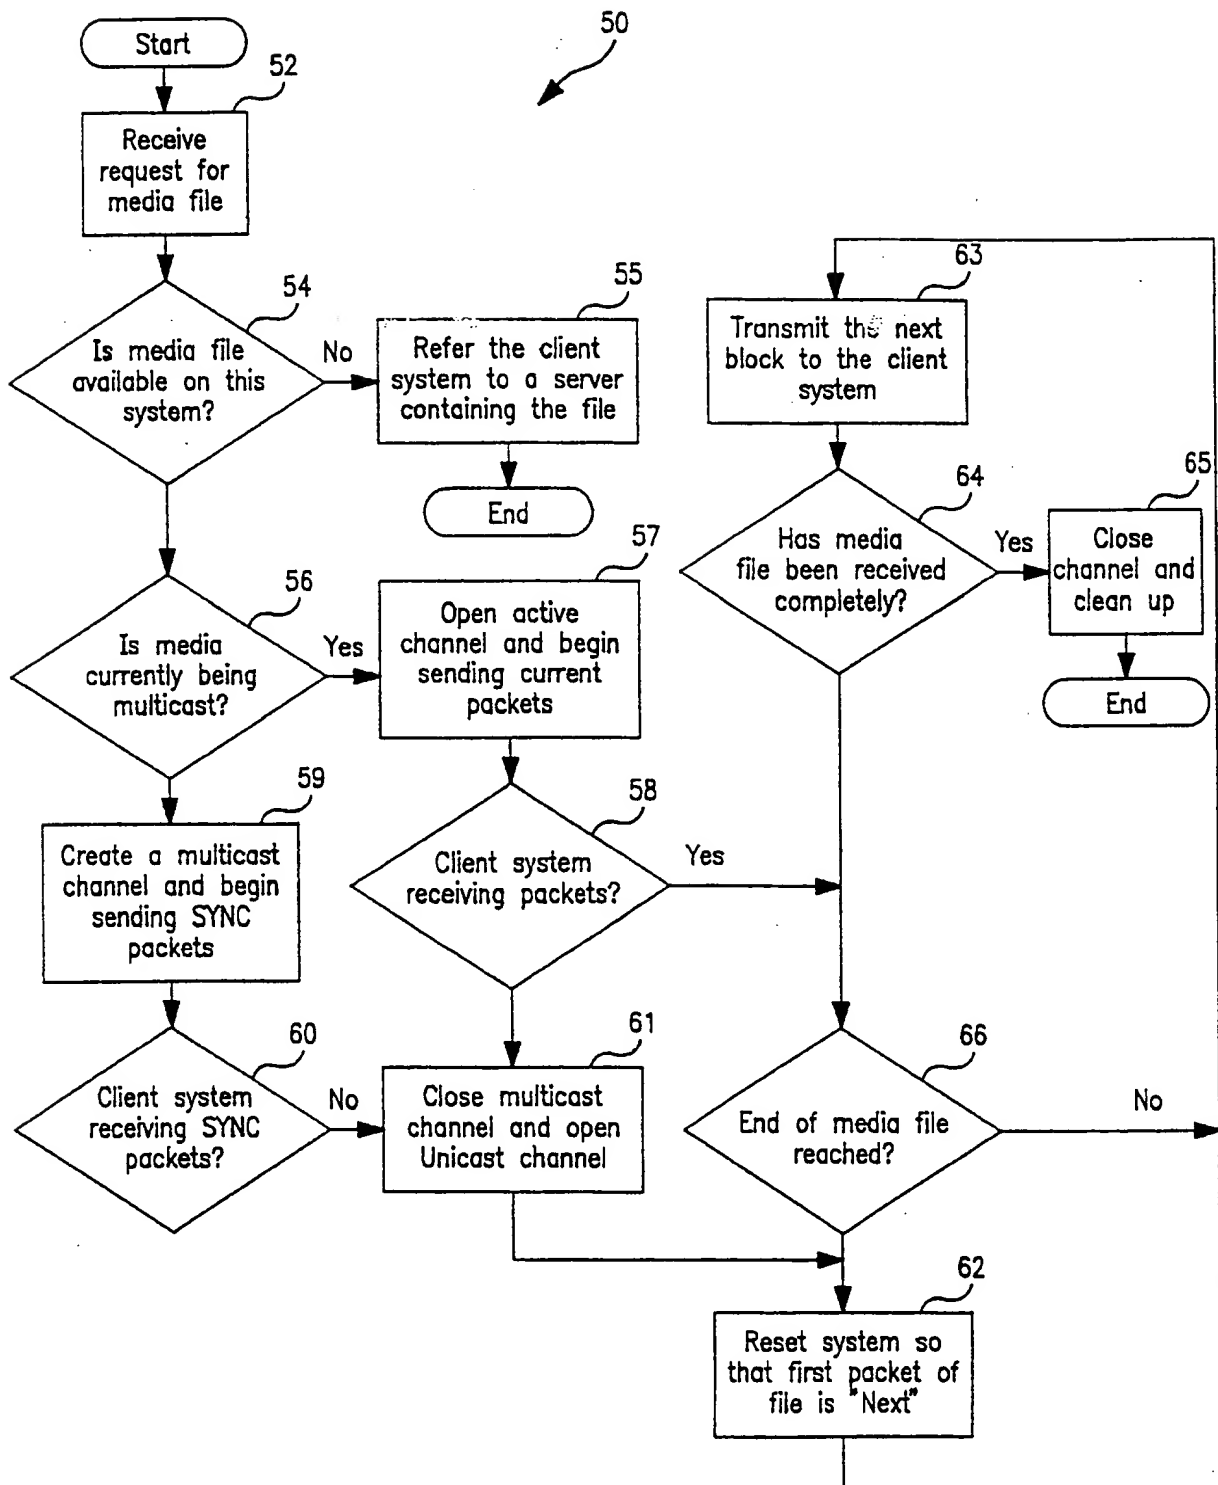 50
Start
52
Receive
request for
media file
54
Is media file
available on this
system?
No
55
Refer the client
system to a server
containing the file
End
56
Is media
currently being
multicast?
Yes
57
Open active
channel and begin
sending current
packets
58
Client system
receiving packets?
Yes
59
Create a multicast
channel and begin
sending SYNC
packets
60
Client system
receiving SYNC
packets?
No
61
Close multicast
channel and open
Unicast channel
63
Transmit the next
block to the client
system
64
Has media
file been received
completely?
Yes
65
Close
channel and
clean up
End
66
End of media file
reached?
No
62
Reset system so
that first packet of
file is "Next"